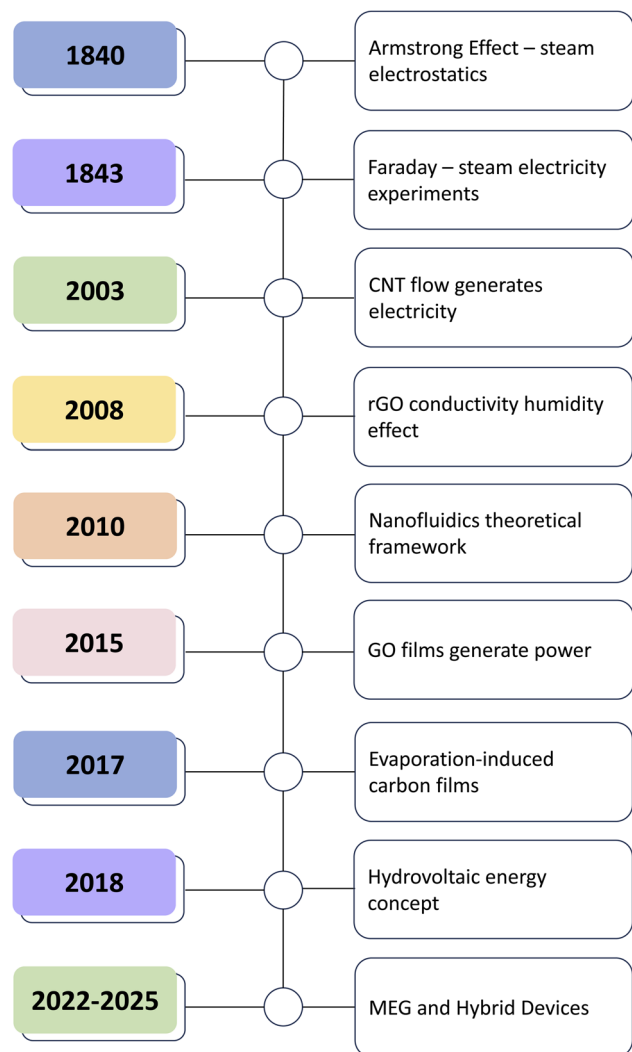 1840
Armstrong Effect – steam
electrostatics
1843
Faraday – steam electricity
experiments
2003
CNT flow generates
electricity
2008
rGO conductivity humidity
effect
2010
Nanofluidics theoretical
framework
2015
GO films generate power
2017
Evaporation-induced
carbon films
2018
Hydrovoltaic energy
concept
2022-2025
MEG and Hybrid Devices